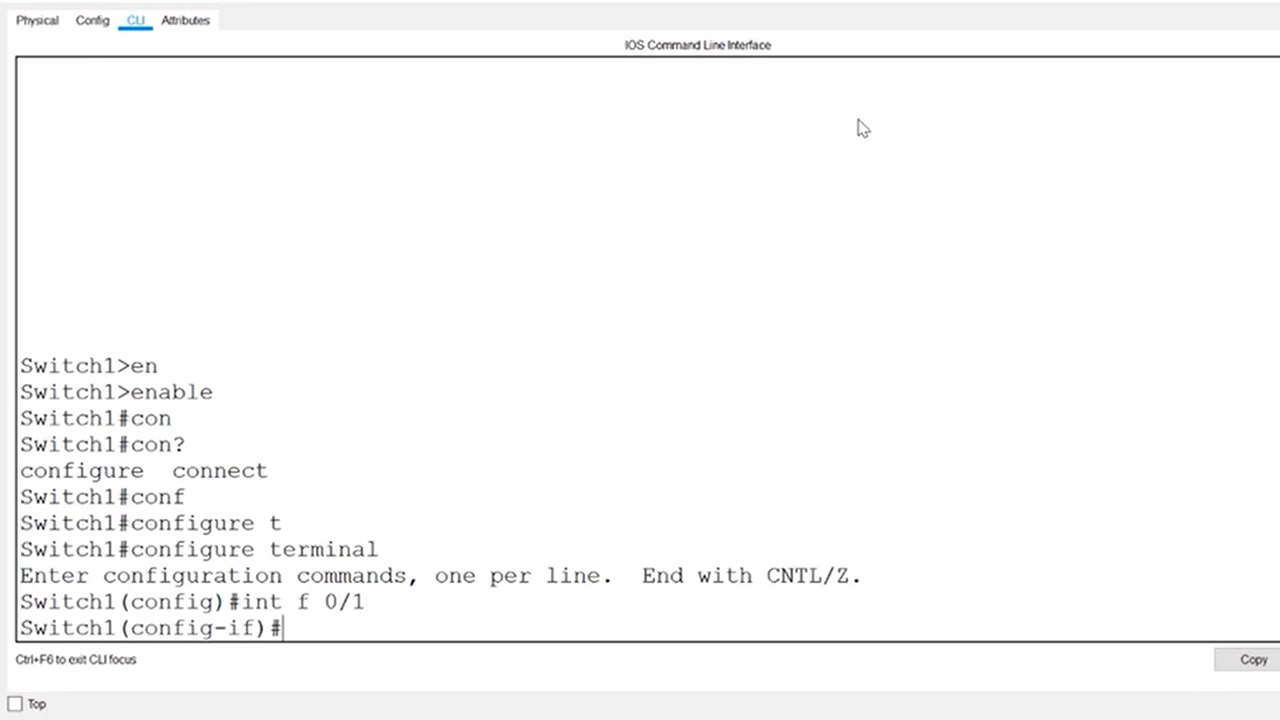 Physical Config CLI Attributes
IOS Command Line Interface
Switch1>en
Switch1>enable
Switch1#con
Switch1#con?
configure  connect
Switch1#conf
Switch1#configure t
Switch1#configure terminal
Enter configuration commands, one per line.  End with CNTL/Z.
Switch1(config)#int f 0/1
Switch1(config-if)#
Ctrl+F6 to exit CLI focus
Copy
Top